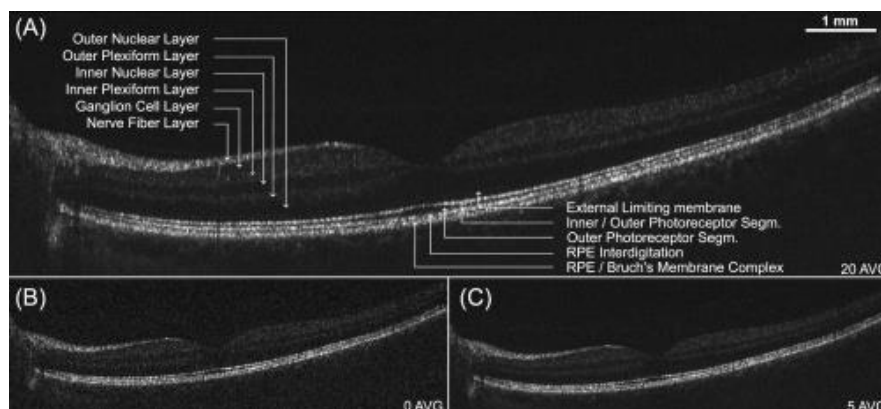 (A)
1 mm
Outer Nuclear Layer
Outer Plexiform Layer
Inner Nuclear Layer
Inner Plexiform Layer
Ganglion Cell Layer
Nerve Fiber Layer
External Limiting membrane
Inner / Outer Photoreceptor Segm.
Outer Photoreceptor Segm.
RPE Interdigitation
RPE / Bruch's Membrane Complex
20 AVG
(B)
0 AVG
(C)
5 AVG